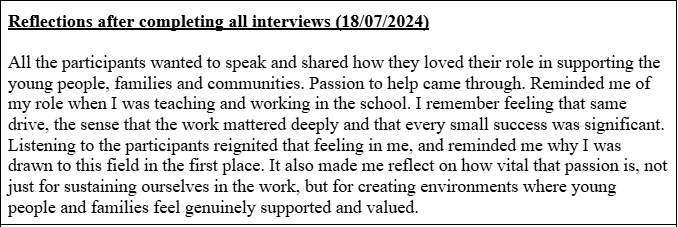 Reflections after completing all interviews (18/07/2024)
All the participants wanted to speak and shared how they loved their role in supporting the
young people, families and communities. Passion to help came through. Reminded me of
my role when I was teaching and working in the school. I remember feeling that same
drive, the sense that the work mattered deeply and that every small success was significant.
Listening to the participants reignited that feeling in me, and reminded me why I was
drawn to this field in the first place. It also made me reflect on how vital that passion is, not
just for sustaining ourselves in the work, but for creating environments where young
people and families feel genuinely supported and valued.